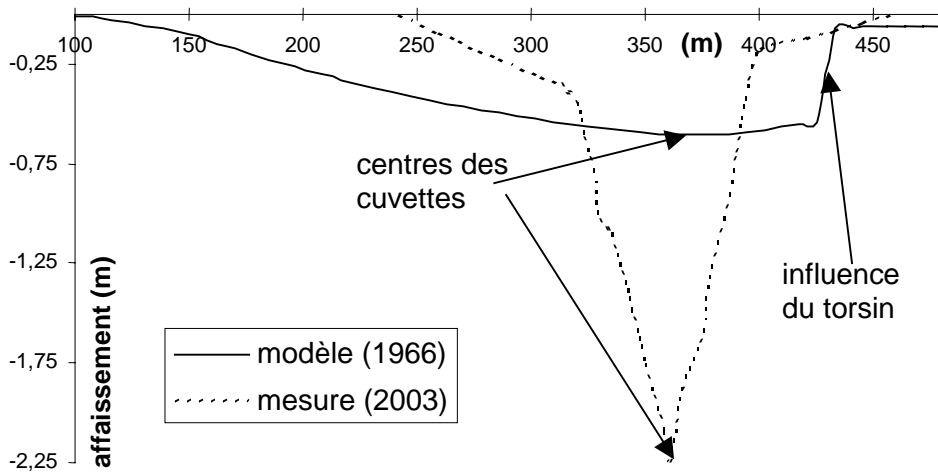 100 150 200 250 300 350 (m) 400 450
-0,25
-0,75
-1,25
-1,75
-2,25
affaissement (m)
centres des
cuvettes
influence
du torsin
modèle (1966)
mesure (2003)